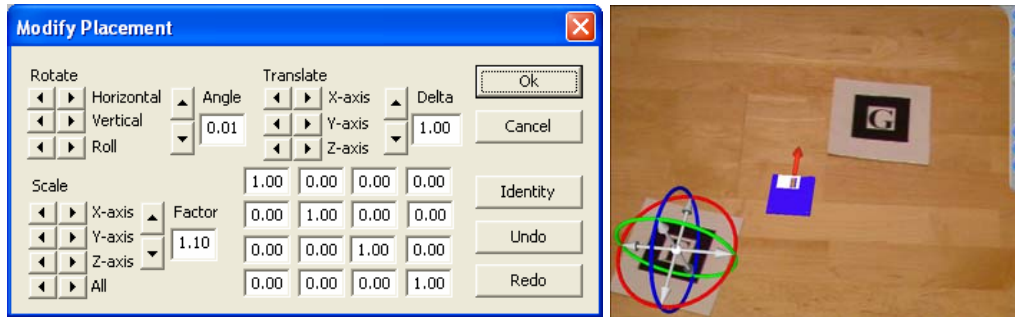 Modify Placement
Rotate
Horizontal
Vertical
Roll
Angle
0.01
Translate
X-axis
Y-axis
Z-axis
Delta
1.00
Ok
Cancel
Scale
X-axis
Y-axis
Z-axis
All
Factor
1.10
1.00 0.00 0.00 0.00
0.00 1.00 0.00 0.00
0.00 0.00 1.00 0.00
0.00 0.00 0.00 1.00
Identity
Undo
Redo
G